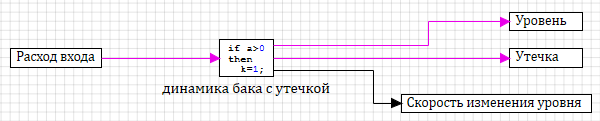 Уровень
Расход входа
if a>0
then
k=1;
Утечка
динамика бака с утечкой
Скорость изменения уровня